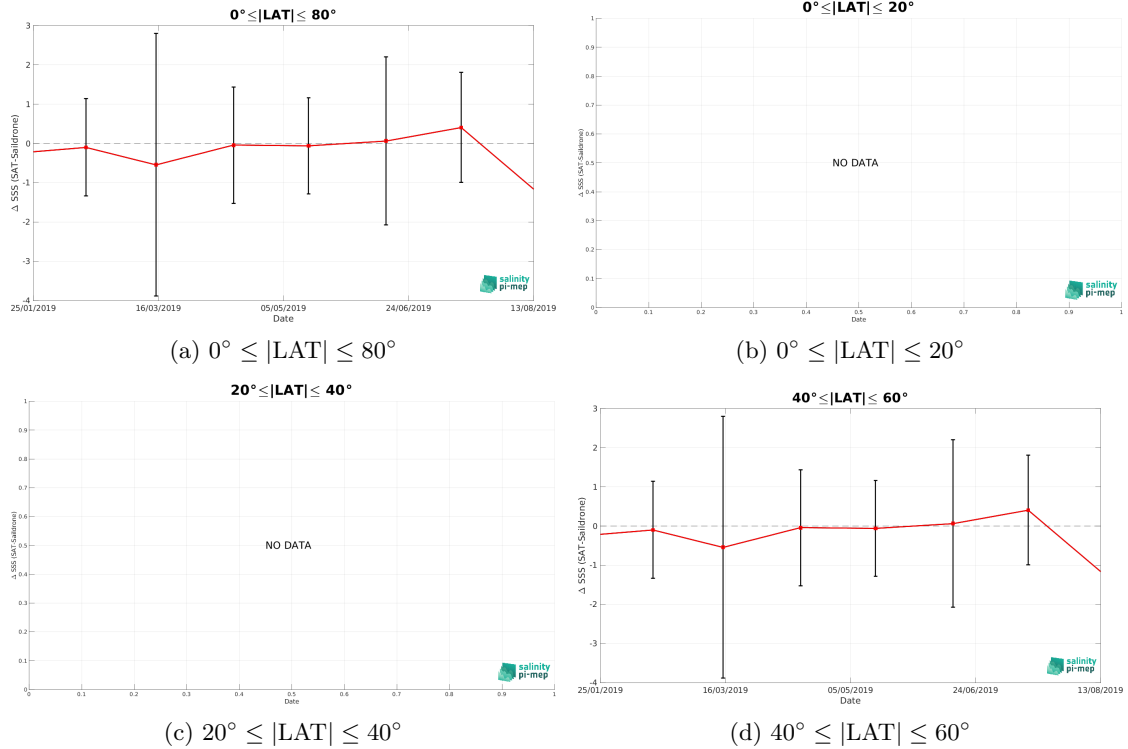 0°≤|LAT|≤ 80°
3
2
1
0
-1
-2
-3
-4
Δ SSS (SAT-Saildrone)
25/01/2019 16/03/2019 05/05/2019 24/06/2019 13/08/2019
Date
salinity
pi-mep
(a) 0° ≤ |LAT| ≤ 80°
0°≤|LAT|≤ 20°
1
0.9
0.8
0.7
0.6
0.5
0.4
0.3
0.2
0.1
0
Δ SSS (SAT-Saildrone)
NO DATA
0 0.1 0.2 0.3 0.4 0.5 0.6 0.7 0.8 0.9 1
Date
salinity
pi-mep
(b) 0° ≤ |LAT| ≤ 20°
20°≤|LAT|≤ 40°
1
0.9
0.8
0.7
0.6
0.5
0.4
0.3
0.2
0.1
0
Δ SSS (SAT-Saildrone)
NO DATA
0 0.1 0.2 0.3 0.4 0.5 0.6 0.7 0.8 0.9 1
Date
salinity
pi-mep
(c) 20° ≤ |LAT| ≤ 40°
40°≤|LAT|≤ 60°
3
2
1
0
-1
-2
-3
-4
Δ SSS (SAT-Saildrone)
25/01/2019 16/03/2019 05/05/2019 24/06/2019 13/08/2019
Date
salinity
pi-mep
(d) 40° ≤ |LAT| ≤ 60°